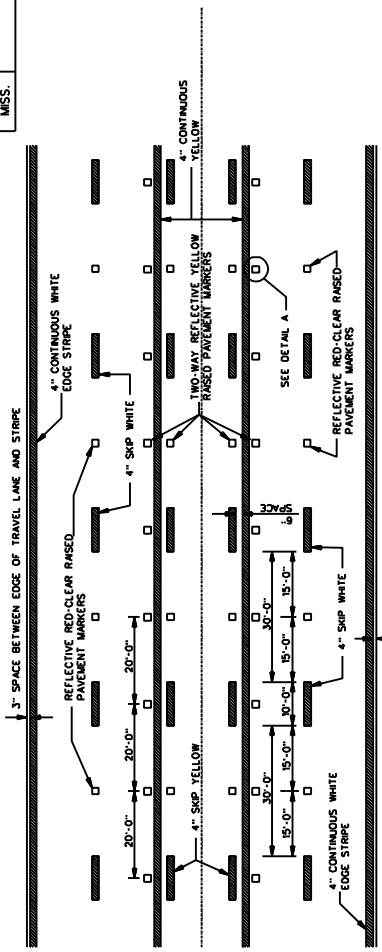 MISS.
3" SPACE BETWEEN EDGE OF TRAVEL LANE AND STRIPE
4" CONTINUOUS WHITE
EDGE STRIPE
REFLECTIVE RED-CLEAR RAISED
PAVEMENT MARKERS
4" SKIP WHITE
4" CONTINUOUS
YELLOW
20'-0"
20'-0"
20'-0"
TWO-WAY REFLECTIVE YELLOW
RAISED PAVEMENT MARKERS
4" SKIP YELLOW
6"
SPACE
SEE DETAIL A
30'-0"
30'-0"
15'-0"
15'-0"
10'-0"
15'-0"
15'-0"
REFLECTIVE RED-CLEAR RAISED
PAVEMENT MARKERS
4" SKIP WHITE
4" CONTINUOUS WHITE
EDGE STRIPE